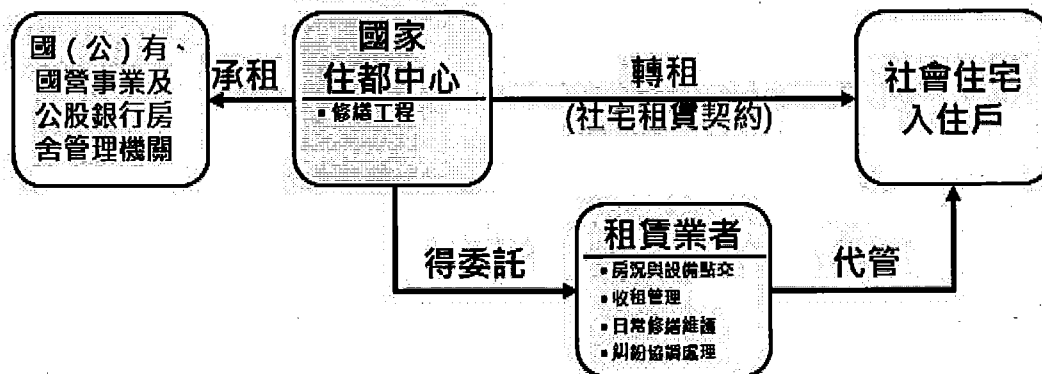 國(公)有、
國營事業及
公股銀行房
舍管理機關
承租
國家
住都中心
▪修繕工程
轉租
(社宅租賃契約)
社會住宅
入住戶
得委託
租賃業者
▪房況與設備點交
▪收租管理
▪日常修繕維護
▪糾紛協調處理
代管